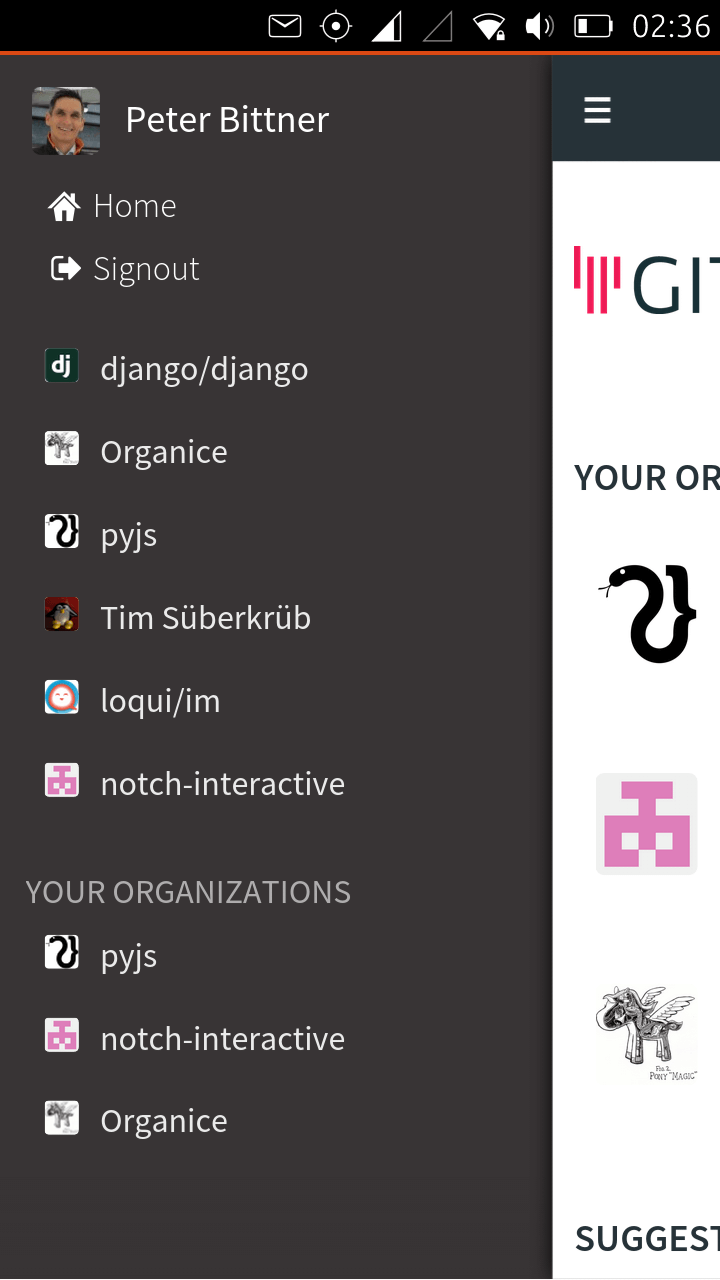 02:36
Peter Bittner
Home
Signout
dj django/django
Organice
pyjs
Tim Süberkrüb
loqui/im
notch-interactive
YOUR ORGANIZATIONS
pyjs
notch-interactive
Organice
GIT
YOUR OR
FIG. 2.
PONY "MAGIC"
SUGGEST